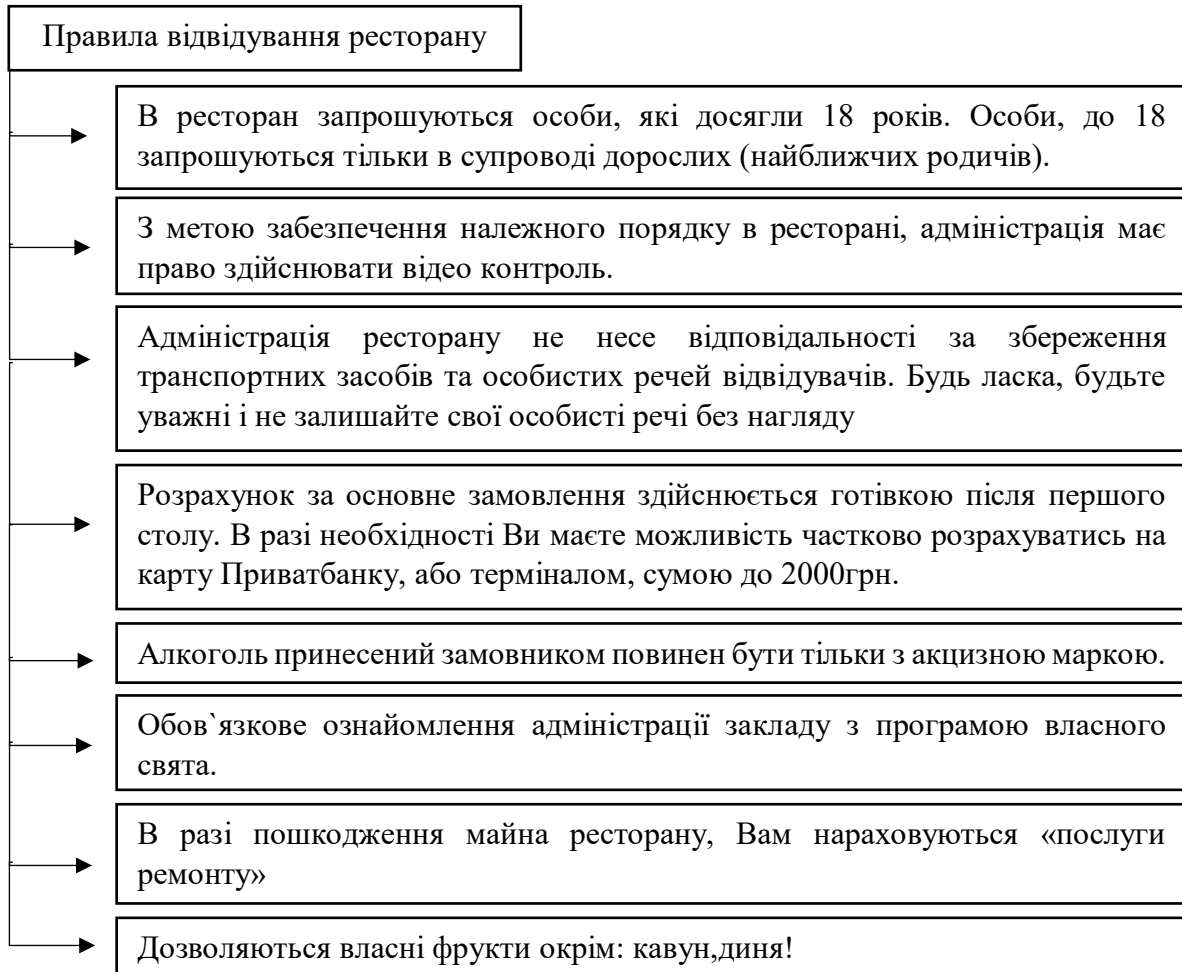 Правила відвідування ресторану
В ресторан запрошуються особи, які досягли 18 років. Особи, до 18
запрошуються тільки в супроводі дорослих (найближчих родичів).
З метою забезпечення належного порядку в ресторані, адміністрація має
право здійснювати відео контроль.
Адміністрація ресторану не несе відповідальності за збереження
транспортних засобів та особистих речей відвідувачів. Будь ласка, будьте
уважні і не залишайте свої особисті речі без нагляду
Розрахунок за основне замовлення здійснюється готівкою після першого
столу. В разі необхідності Ви маєте можливість частково розрахуватись на
карту Приватбанку, або терміналом, сумою до 2000грн.
Алкоголь принесений замовником повинен бути тільки з акцизною маркою.
Обов`язкове ознайомлення адміністрації закладу з програмою власного
свята.
В разі пошкодження майна ресторану, Вам нараховуються «послуги
ремонту»
Дозволяються власні фрукти окрім: кавун,диня!